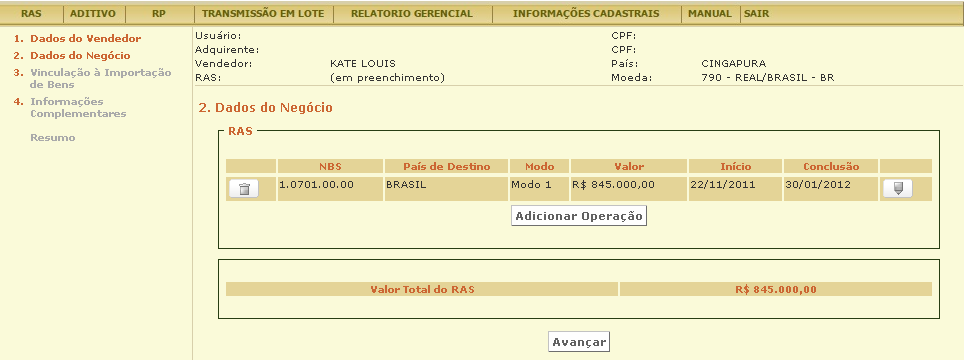 RAS ADITIVO RP TRANSMISSÃO EM LOTE RELATORIO GERENCIAL INFORMAÇÕES CADASTRAIS MANUAL SAIR
1. Dados do Vendedor
2. Dados do Negócio
3. Vinculação à Importação
de Bens
4. Informações
Complementares
Resumo
Usuário: CPF:
Adquirente: CPF:
Vendedor: KATE LOUIS País: CINGAPURA
RAS: (em preenchimento) Moeda: 790 - REAL/BRASIL - BR
2. Dados do Negócio
RAS
NBS País de Destino Modo Valor Início Conclusão
1.0701.00.00 BRASIL Modo 1 R$ 845.000,00 22/11/2011 30/01/2012
Adicionar Operação
Valor Total do RAS R$ 845.000,00
Avançar